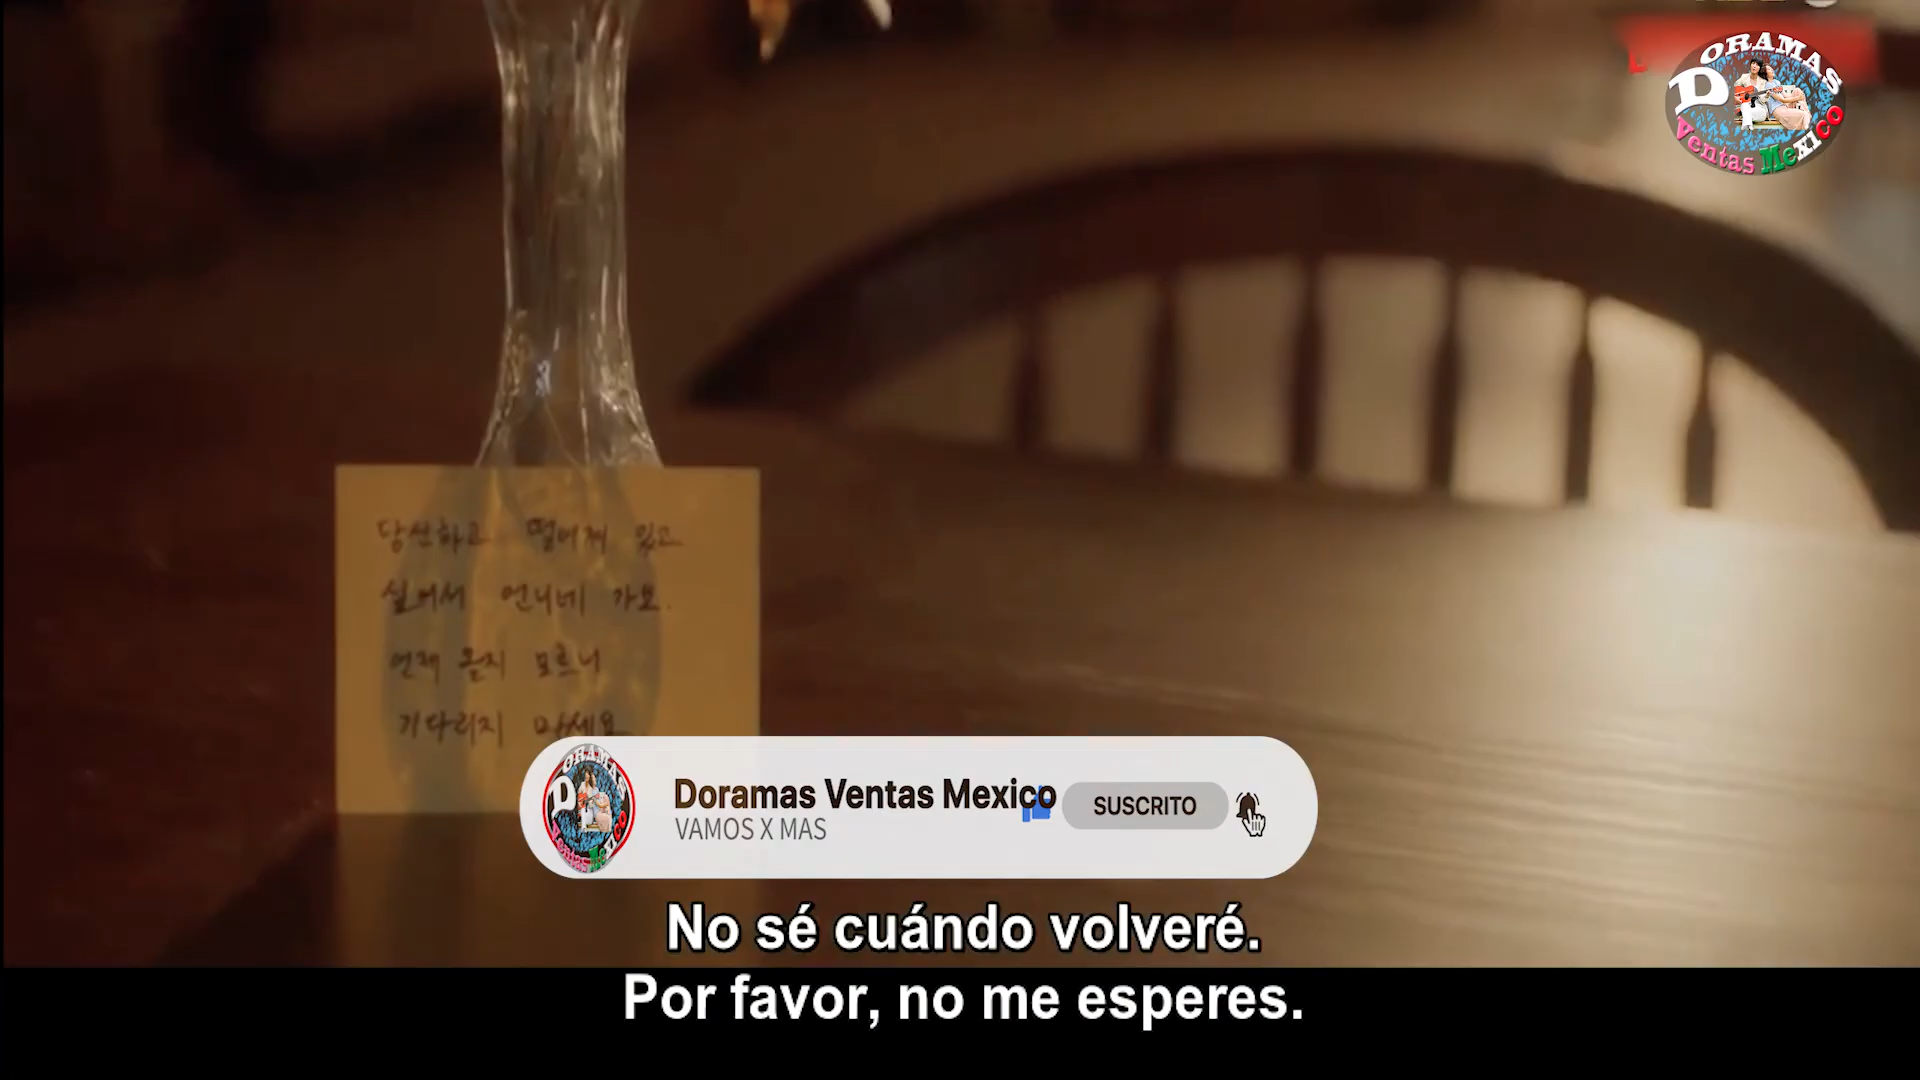 DORAMAS
Ventas Mexico
당신하고 떨어져 있고
싶어서 언니네 가요.
언제 올지 모르니
기다리지 마세요
Doramas Ventas Mexico
SUSCRITO
VAMOS X MAS
No sé cuándo volveré.
Por favor, no me esperes.